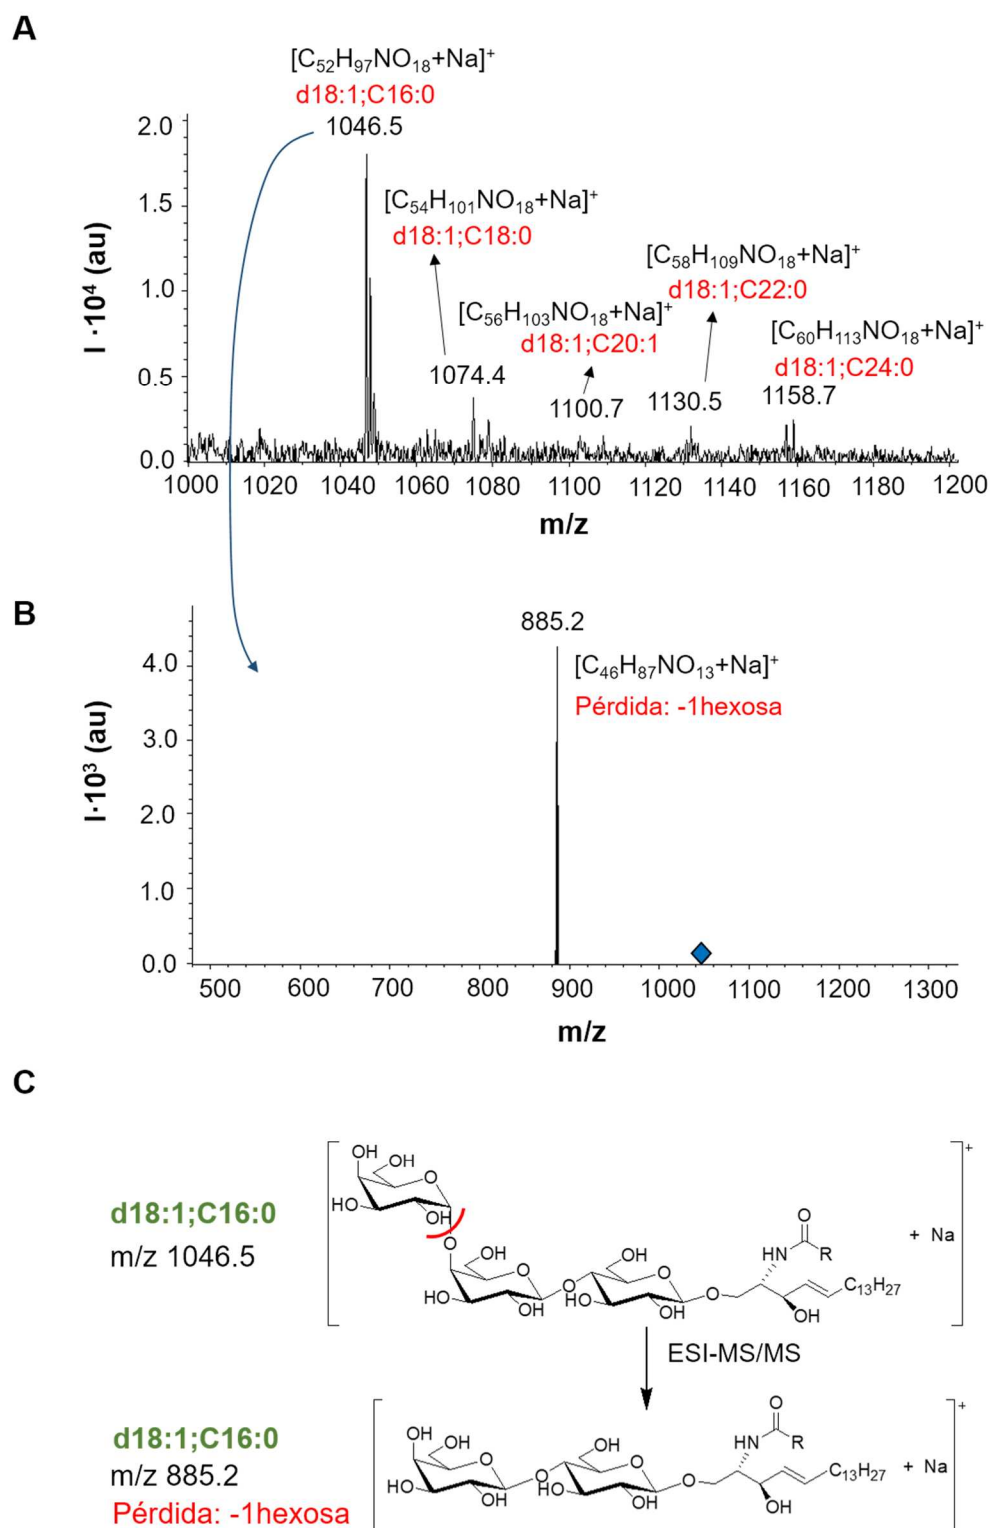 A
[C₅₂H₉₇NO₁₈+Na]⁺
d18:1;C16:0
1046.5
[C₅₄H₁₀₁NO₁₈+Na]⁺
d18:1;C18:0
1074.4
[C₅₆H₁₀₃NO₁₈+Na]⁺
d18:1;C20:1
1100.7
[C₅₈H₁₀₉NO₁₈+Na]⁺
d18:1;C22:0
1130.5
[C₆₀H₁₁₃NO₁₈+Na]⁺
d18:1;C24:0
1158.7
I ·10⁴ (au)
2.0
1.5
1.0
0.5
0.0
1000 1020 1040 1060 1080 1100 1120 1140 1160 1180 1200
m/z
B
885.2
[C₄₆H₈₇NO₁₃+Na]⁺
Pérdida: -1hexosa
I·10³ (au)
4.0
3.0
2.0
1.0
0.0
500 600 700 800 900 1000 1100 1200 1300
m/z
C
d18:1;C16:0
m/z 1046.5
OH
OH
O
HO
OH
O
OH
O
HO
OH
O
OH
O
HO
OH
O
O
HN
R
OH
C₁₃H₂₇
+ Na
+
ESI-MS/MS
d18:1;C16:0
m/z 885.2
Pérdida: -1hexosa
OH
OH
O
HO
OH
O
OH
O
HO
OH
O
O
HN
R
OH
C₁₃H₂₇
+ Na
+